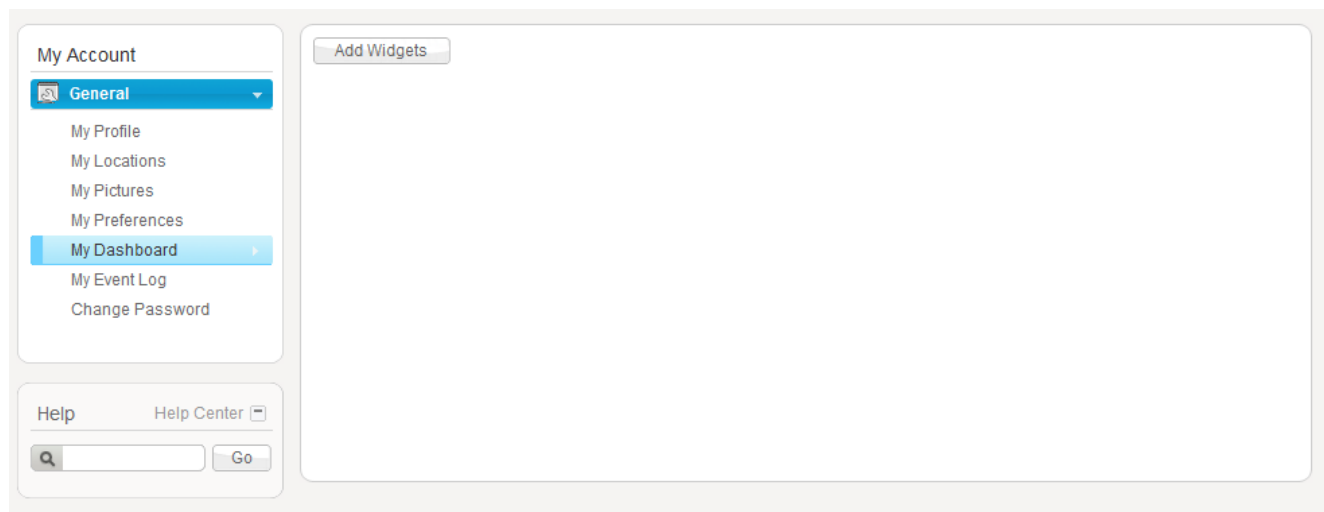 My Account
General
My Profile
My Locations
My Pictures
My Preferences
My Dashboard
My Event Log
Change Password
Help Help Center
Go
Add Widgets